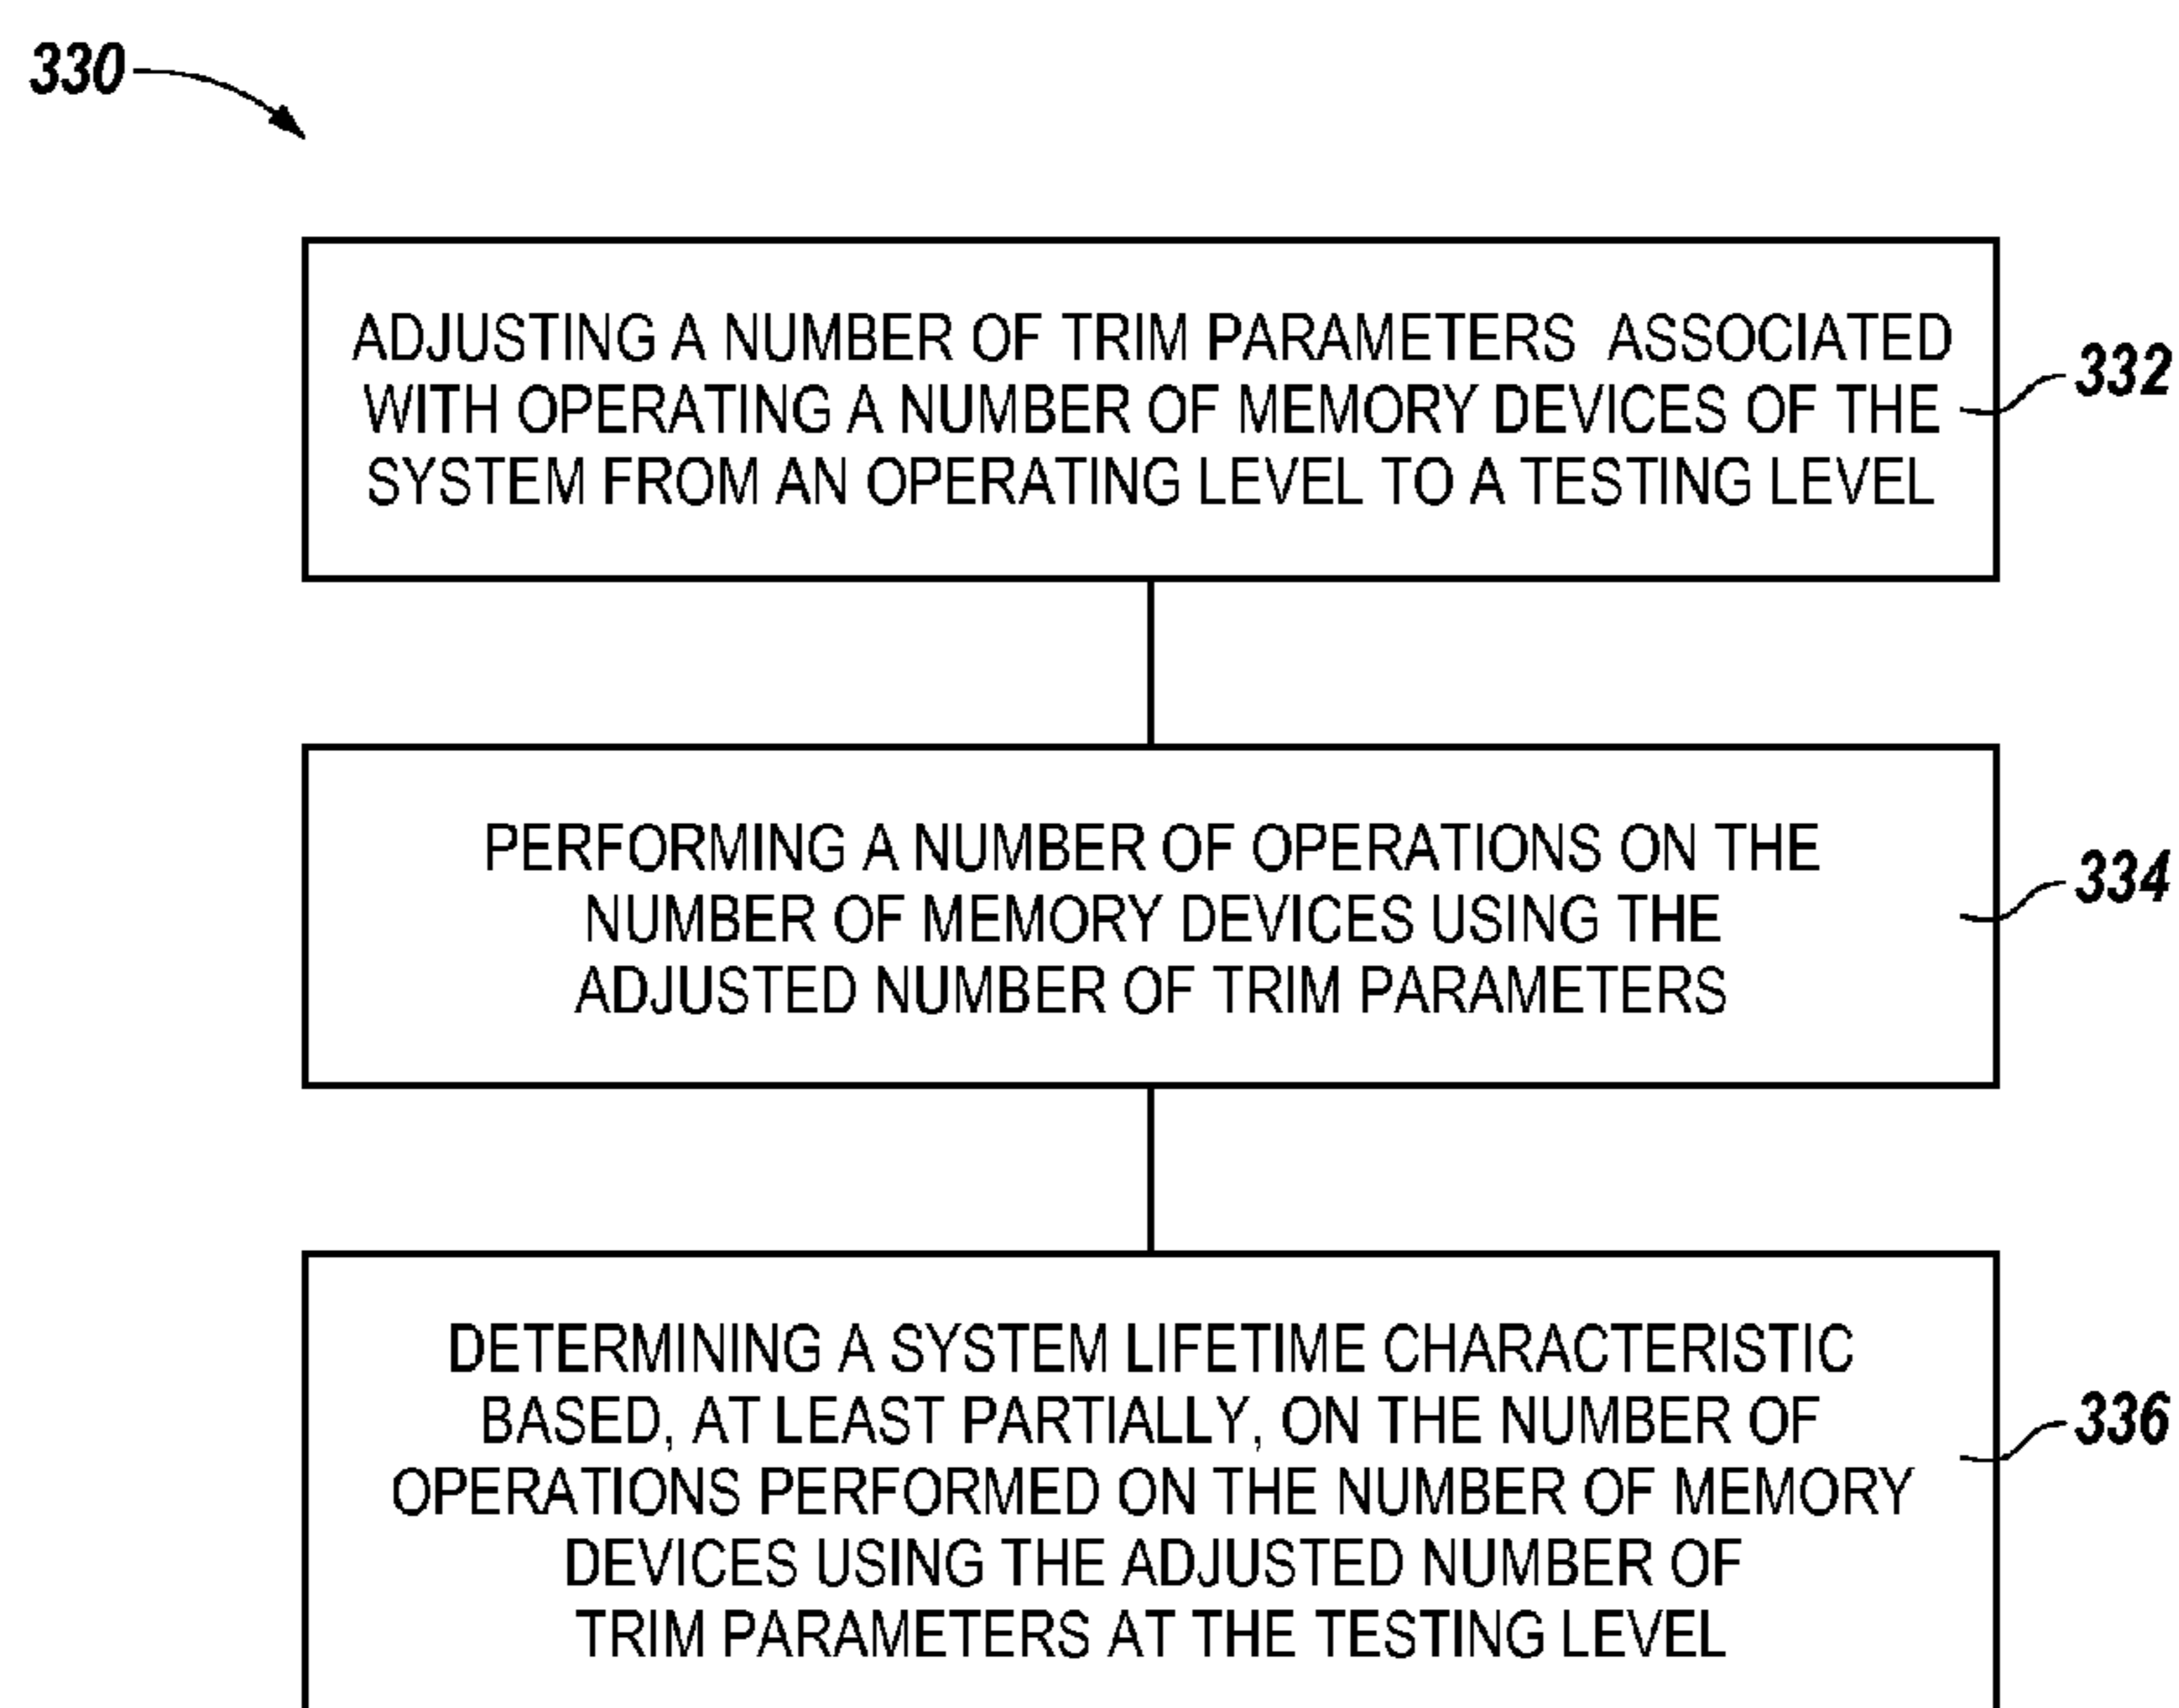 330
ADJUSTING A NUMBER OF TRIM PARAMETERS ASSOCIATED
WITH OPERATING A NUMBER OF MEMORY DEVICES OF THE
SYSTEM FROM AN OPERATING LEVEL TO A TESTING LEVEL
332
PERFORMING A NUMBER OF OPERATIONS ON THE
NUMBER OF MEMORY DEVICES USING THE
ADJUSTED NUMBER OF TRIM PARAMETERS
334
DETERMINING A SYSTEM LIFETIME CHARACTERISTIC
BASED, AT LEAST PARTIALLY, ON THE NUMBER OF
OPERATIONS PERFORMED ON THE NUMBER OF MEMORY
DEVICES USING THE ADJUSTED NUMBER OF
TRIM PARAMETERS AT THE TESTING LEVEL
336